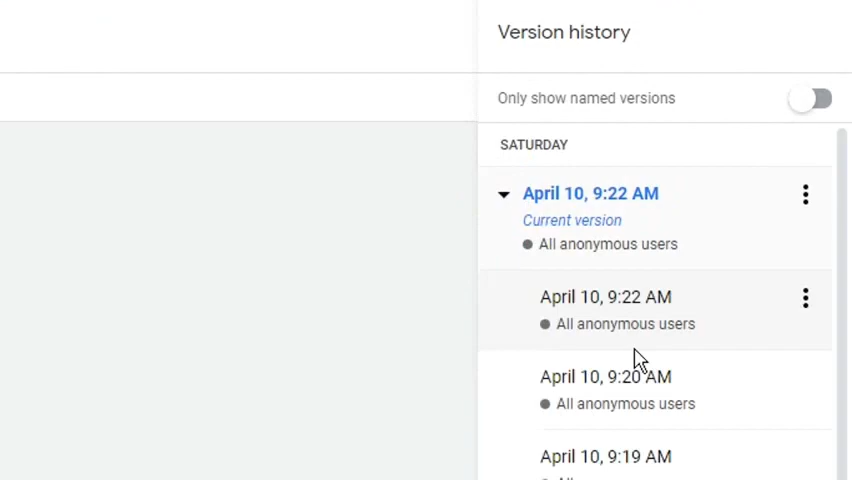 Version history
Only show named versions
SATURDAY
April 10, 9:22 AM
Current version
All anonymous users
April 10, 9:22 AM
All anonymous users
April 10, 9:20 AM
All anonymous users
April 10, 9:19 AM